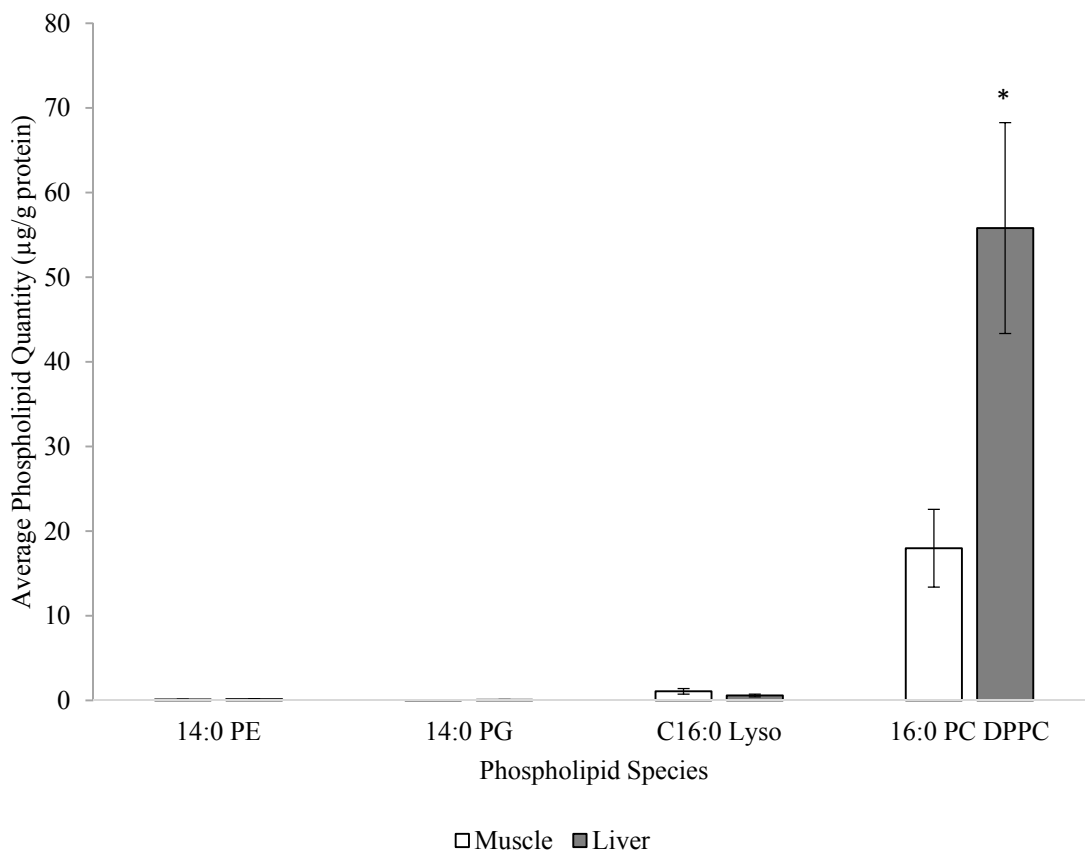 80
70
60
50
40
30
20
10
0
Average Phospholipid Quantity (µg/g protein)
*
14:0 PE 14:0 PG C16:0 Lyso 16:0 PC DPPC
Phospholipid Species
Muscle Liver